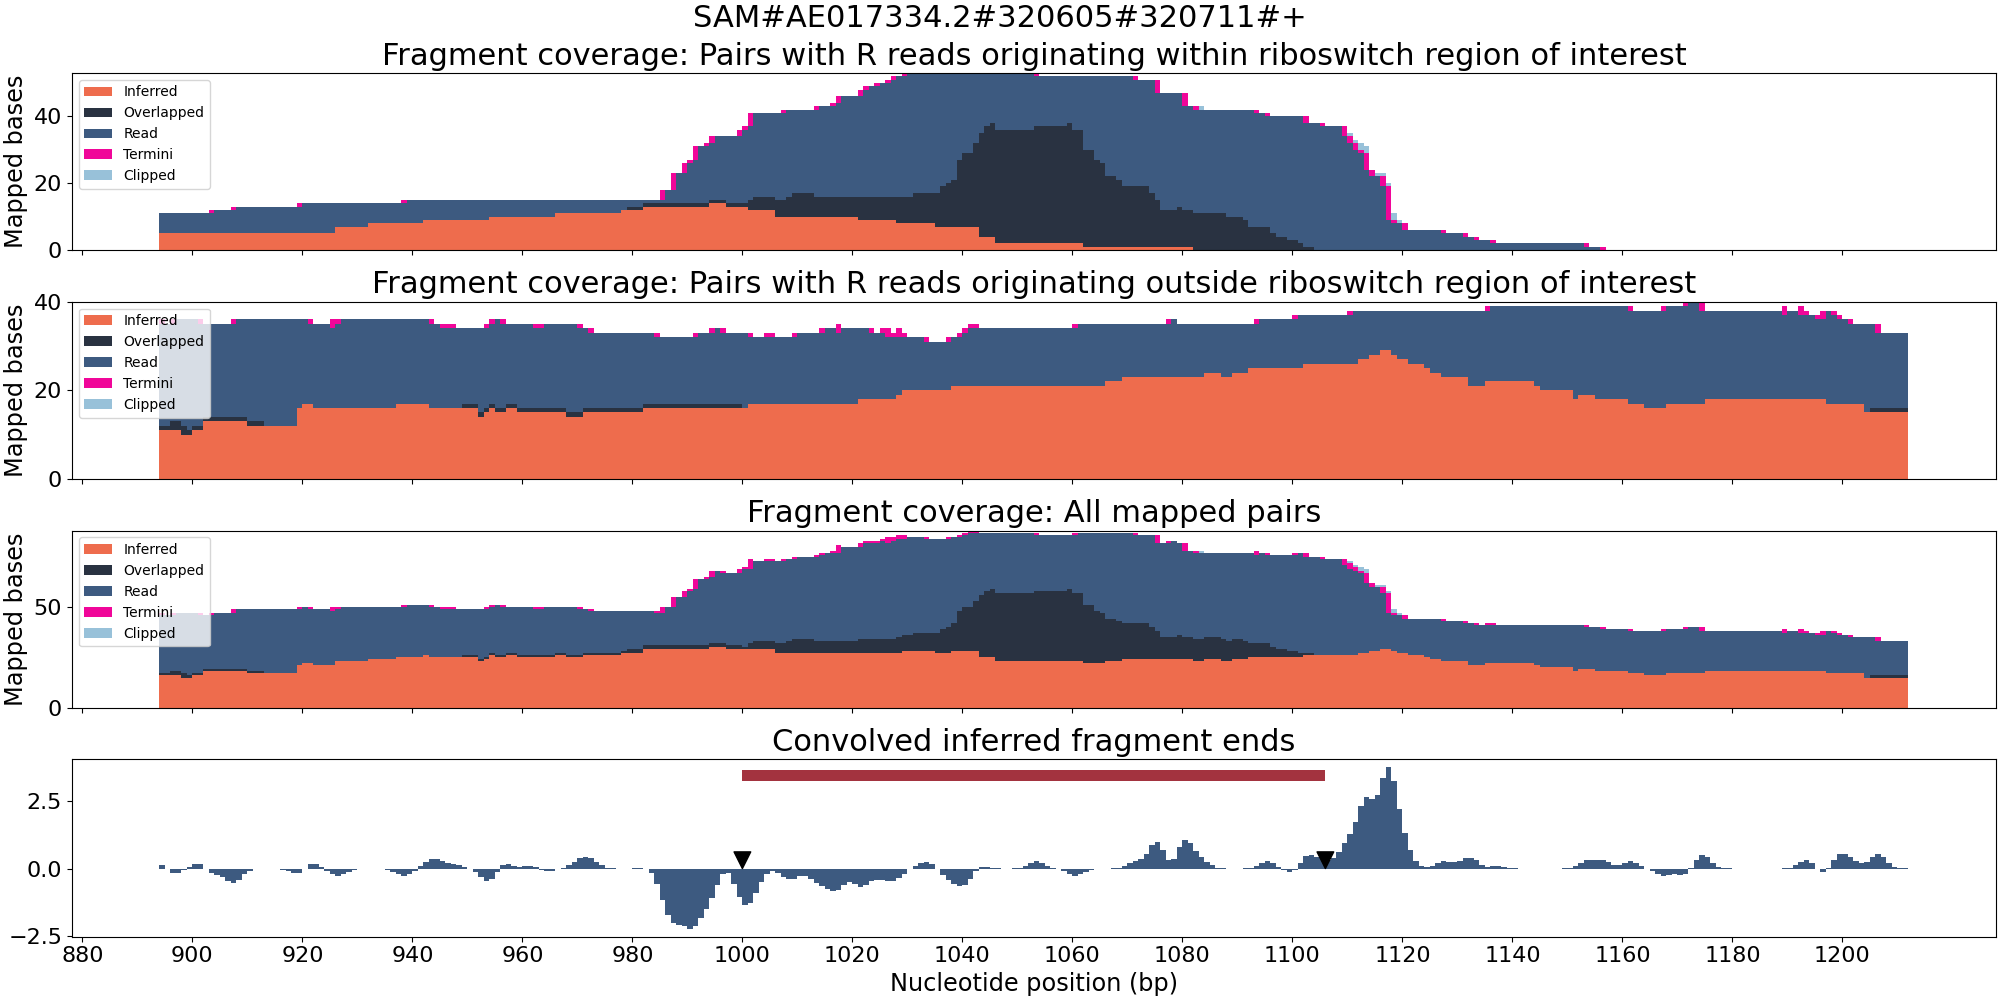 SAM#AE017334.2#320605#320711#+
Fragment coverage: Pairs with R reads originating within riboswitch region of interest
Mapped bases
40
20
0
Inferred
Overlapped
Read
Termini
Clipped
Fragment coverage: Pairs with R reads originating outside riboswitch region of interest
Mapped bases
40
20
0
Inferred
Overlapped
Read
Termini
Clipped
Fragment coverage: All mapped pairs
Mapped bases
50
0
Inferred
Overlapped
Read
Termini
Clipped
Convolved inferred fragment ends
2.5
0.0
−2.5
880 900 920 940 960 980 1000 1020 1040 1060 1080 1100 1120 1140 1160 1180 1200
Nucleotide position (bp)